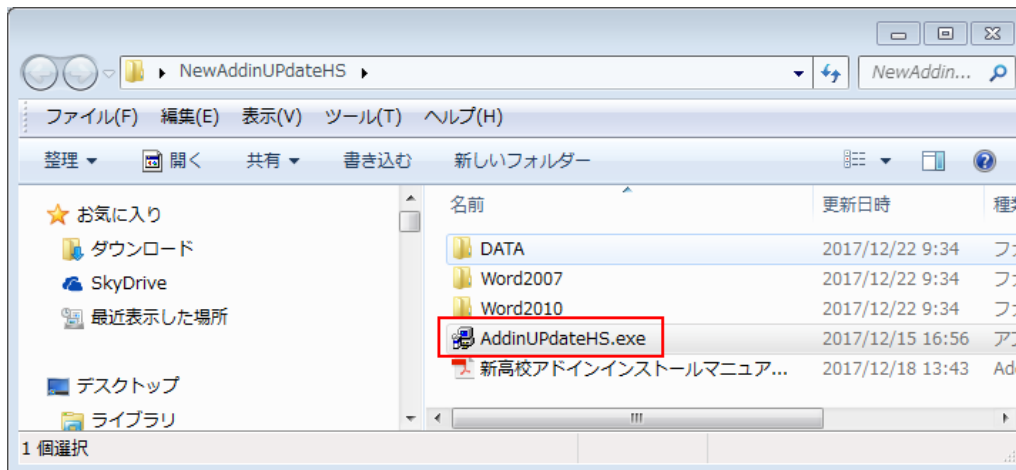 NewAddinUPdateHS
NewAddin...
ファイル(F) 編集(E) 表示(V) ツール(T) ヘルプ(H)
整理 開く 共有 書き込む 新しいフォルダー
お気に入り
ダウンロード
SkyDrive
最近表示した場所
デスクトップ
ライブラリ
名前 更新日時
DATA 2017/12/22 9:34
Word2007 2017/12/22 9:34
Word2010 2017/12/22 9:34
AddinUPdateHS.exe 2017/12/15 16:56
新高校アドインインストールマニュア... 2017/12/18 13:43 Ad
1 個選択